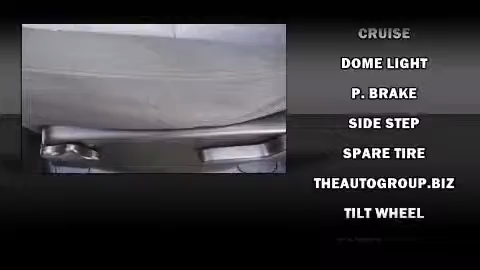 CRUISE
DOME LIGHT
P. BRAKE
SIDE STEP
SPARE TIRE
THEAUTOGROUP.BIZ
TILT WHEEL